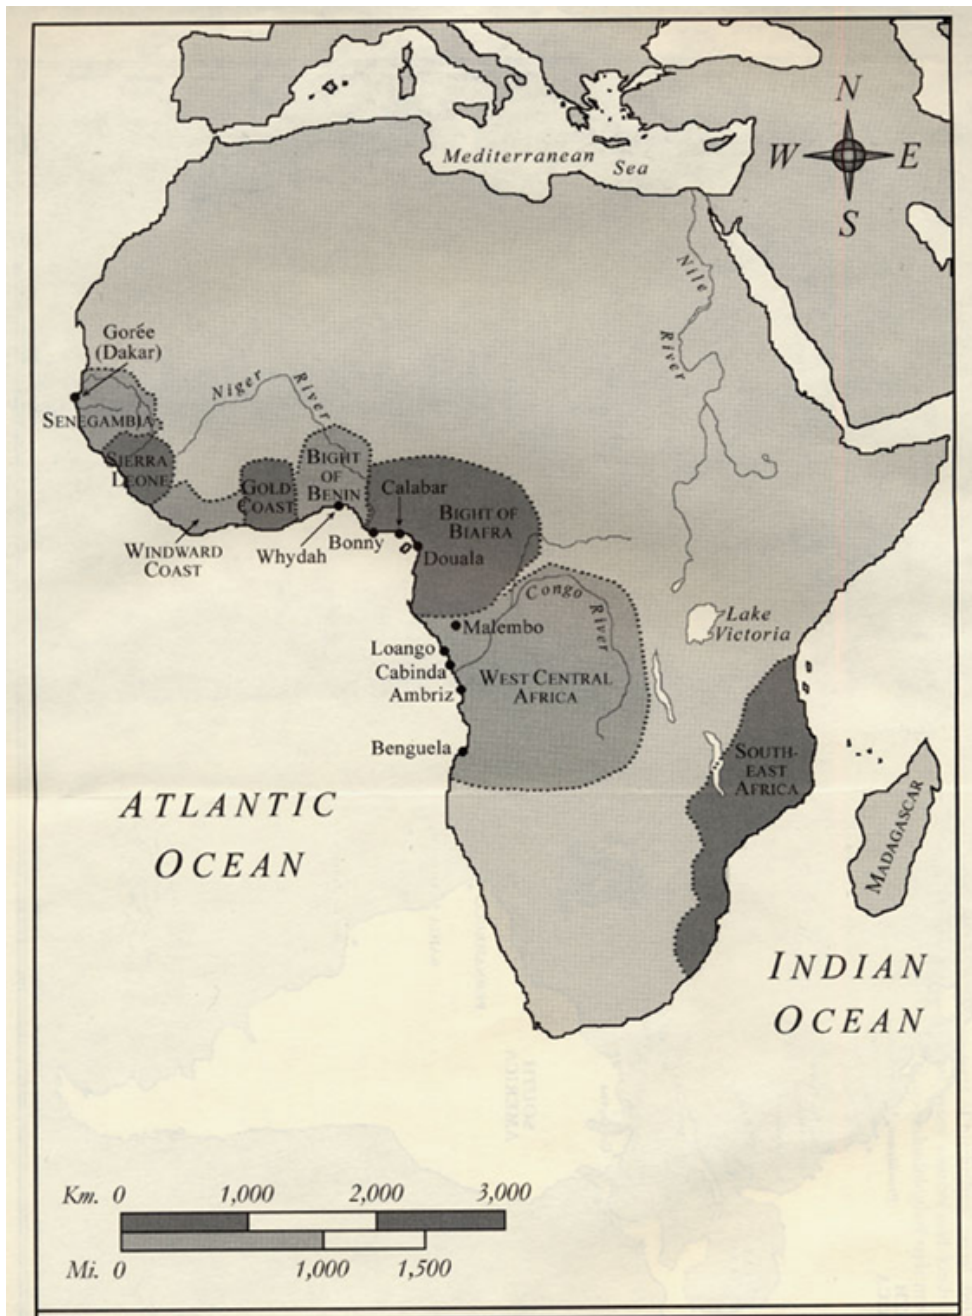 Mediterranean
Sea
N
W E
S
Nile
River
Gorée
(Dakar)
Niger
River
SENEGAMBIA
SIERRA
LEONE
GOLD
COAST
BIGHT
OF
BENIN
Calabar
BIGHT OF
BIAFRA
WINDWARD
COAST
Whydah
Bonny
Douala
Congo
River
Malembo
Lake
Victoria
Loango
Cabinda
Ambriz
WEST CENTRAL
AFRICA
Benguela
SOUTH-
EAST
AFRICA
MADAGASCAR
ATLANTIC
OCEAN
INDIAN
OCEAN
Km. 0 1,000 2,000 3,000
Mi. 0 1,000 1,500